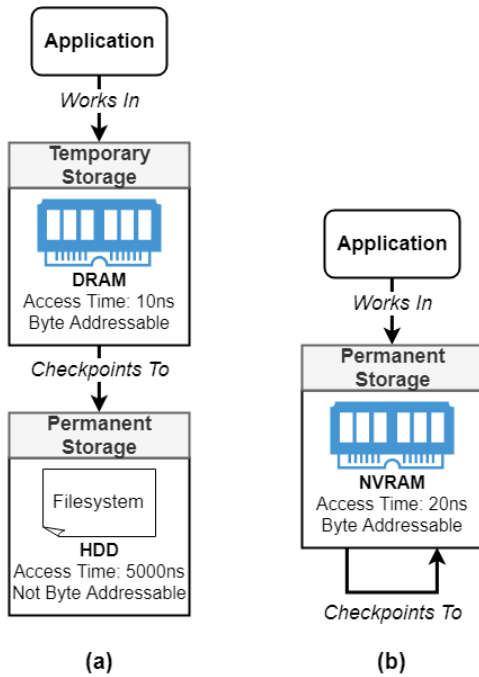 Application
Works In
Temporary
Storage
DRAM
Access Time: 10ns
Byte Addressable
Checkpoints To
Permanent
Storage
Filesystem
HDD
Access Time: 5000ns
Not Byte Addressable
(a)
Application
Works In
Permanent
Storage
NVRAM
Access Time: 20ns
Byte Addressable
Checkpoints To
(b)